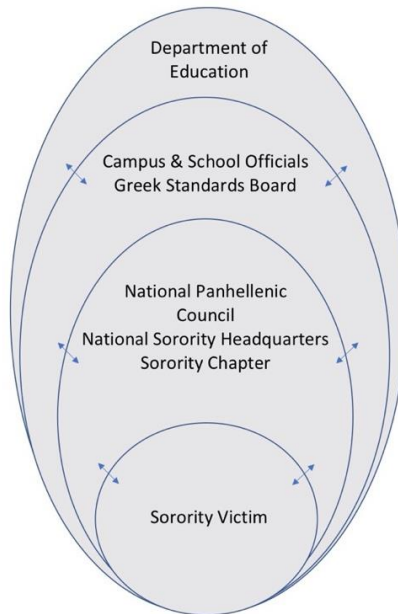 Department of
Education
Campus & School Officials
Greek Standards Board
National Panhellenic
Council
National Sorority Headquarters
Sorority Chapter
Sorority Victim